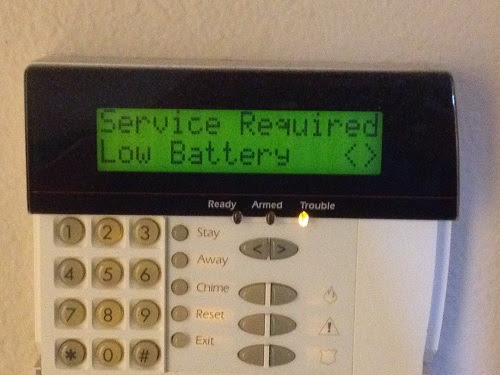 Service Required
Low Battery <>
Ready Armed Trouble
1 2 3 Stay
< >
4 5 6 Away
Chime
7 8 9 Reset
* 0 # Exit